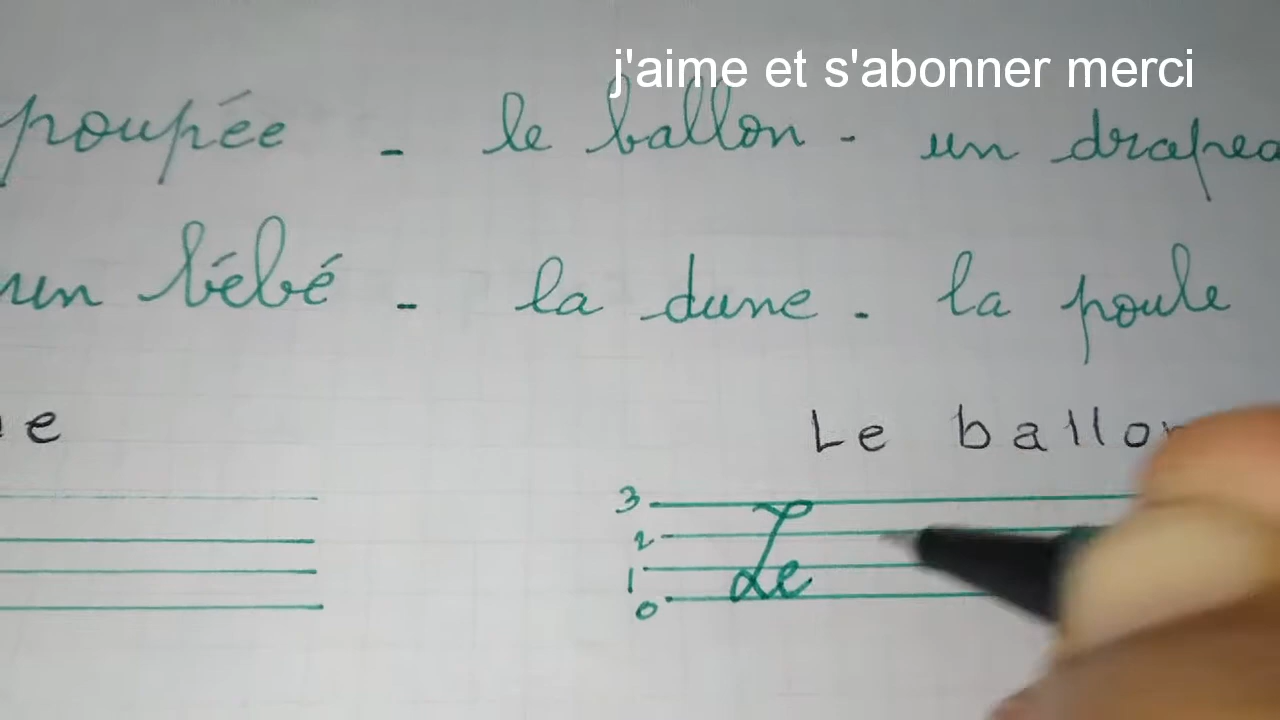 j'aime et s'abonner merci
poupée - le ballon - un drapea
un bébé - la dune - la poule
e Le ballon
3
2
1 Le
0